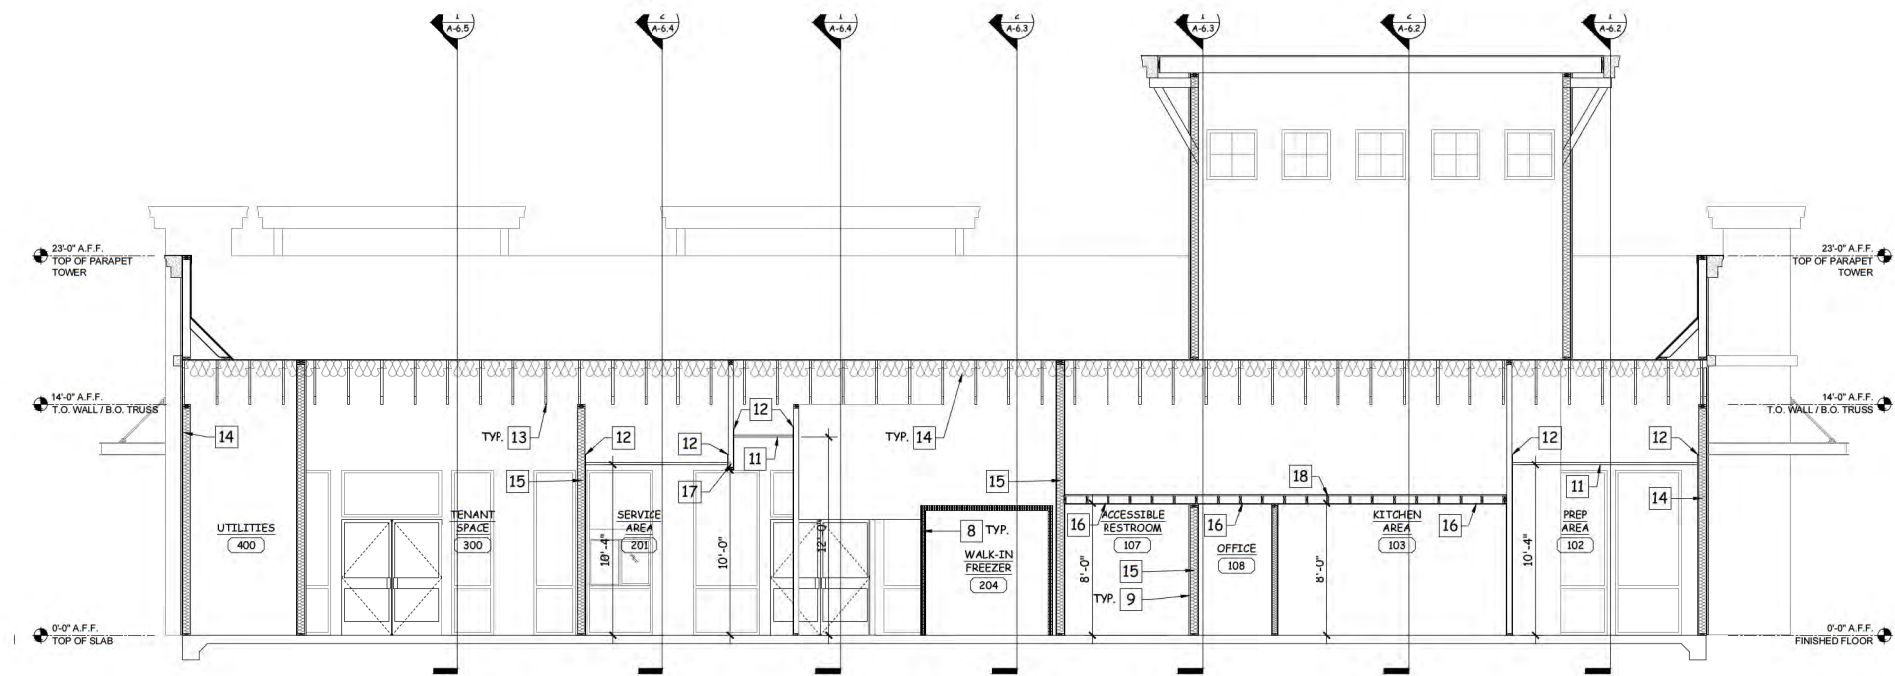 A-6.5
2
A-6.4
A-6.4
2
A-6.3
A-6.3
2
A-6.2
A-6.2
23'-0" A.F.F.
TOP OF PARAPET
TOWER
23'-0" A.F.F.
TOP OF PARAPET
TOWER
14'-0" A.F.F.
T.O. WALL / B.O. TRUSS
14'-0" A.F.F.
T.O. WALL / B.O. TRUSS
14
TYP. 13
12
12
12
11
TYP. 14
12
12
15
17
15
18
11
14
16
16
16
UTILITIES
400
TENANT
SPACE
300
SERVICE
AREA
201
10'-4"
10'-0"
12'-0"
8 TYP.
WALK-IN
FREEZER
204
8'-0"
ACCESSIBLE
RESTROOM
107
15
TYP. 9
OFFICE
108
8'-0"
KITCHEN
AREA
103
10'-4"
PREP
AREA
102
0'-0" A.F.F.
TOP OF SLAB
0'-0" A.F.F.
FINISHED FLOOR